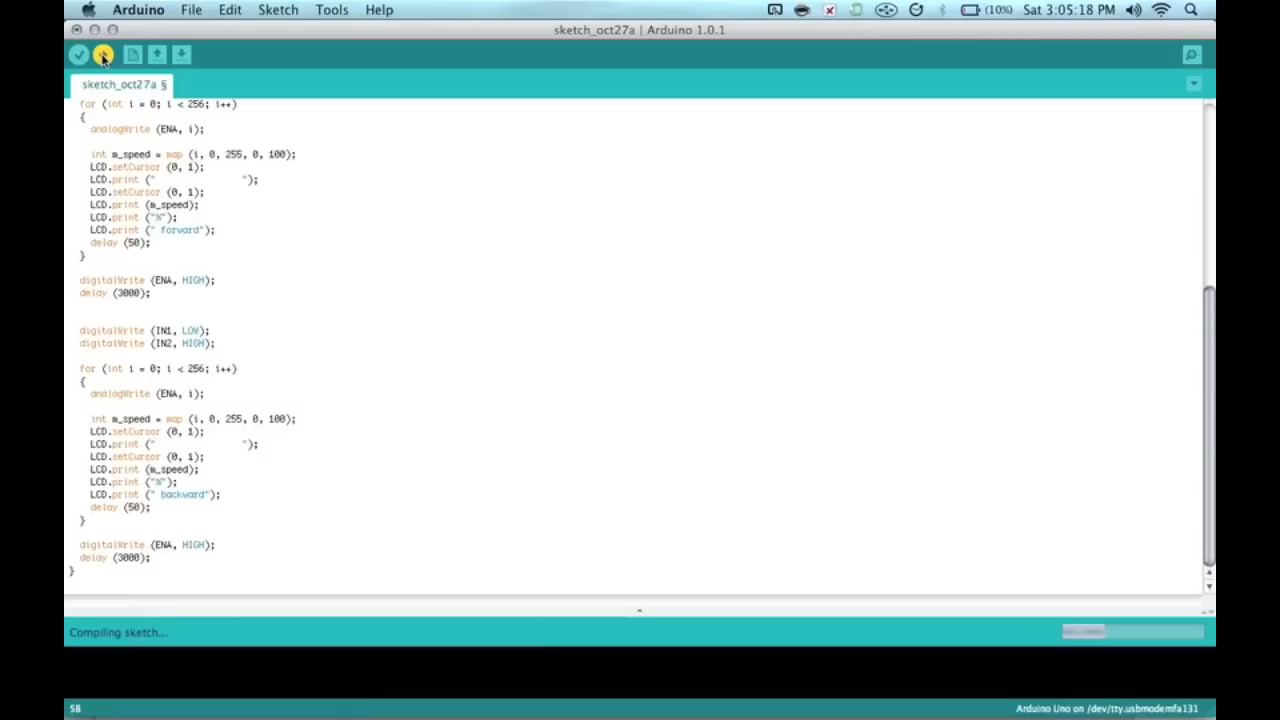 Arduino File Edit Sketch Tools Help (10%) Sat 3:05:18 PM
sketch_oct27a | Arduino 1.0.1
sketch_oct27a §
for (int i = 0; i < 256; i++)
{
analogWrite (ENA, i);
int m_speed = map (i, 0, 255, 0, 100);
LCD.setCursor (0, 1);
LCD.print ("                ");
LCD.setCursor (0, 1);
LCD.print (m_speed);
LCD.print ("%");
LCD.print (" forward");
delay (50);
}
digitalWrite (ENA, HIGH);
delay (3000);
digitalWrite (IN1, LOW);
digitalWrite (IN2, HIGH);
for (int i = 0; i < 256; i++)
{
analogWrite (ENA, i);
int m_speed = map (i, 0, 255, 0, 100);
LCD.setCursor (0, 1);
LCD.print ("                ");
LCD.setCursor (0, 1);
LCD.print (m_speed);
LCD.print ("%");
LCD.print (" backward");
delay (50);
}
digitalWrite (ENA, HIGH);
delay (3000);
}
Compiling sketch...
58 Arduino Uno on /dev/tty.usbmodemfa131